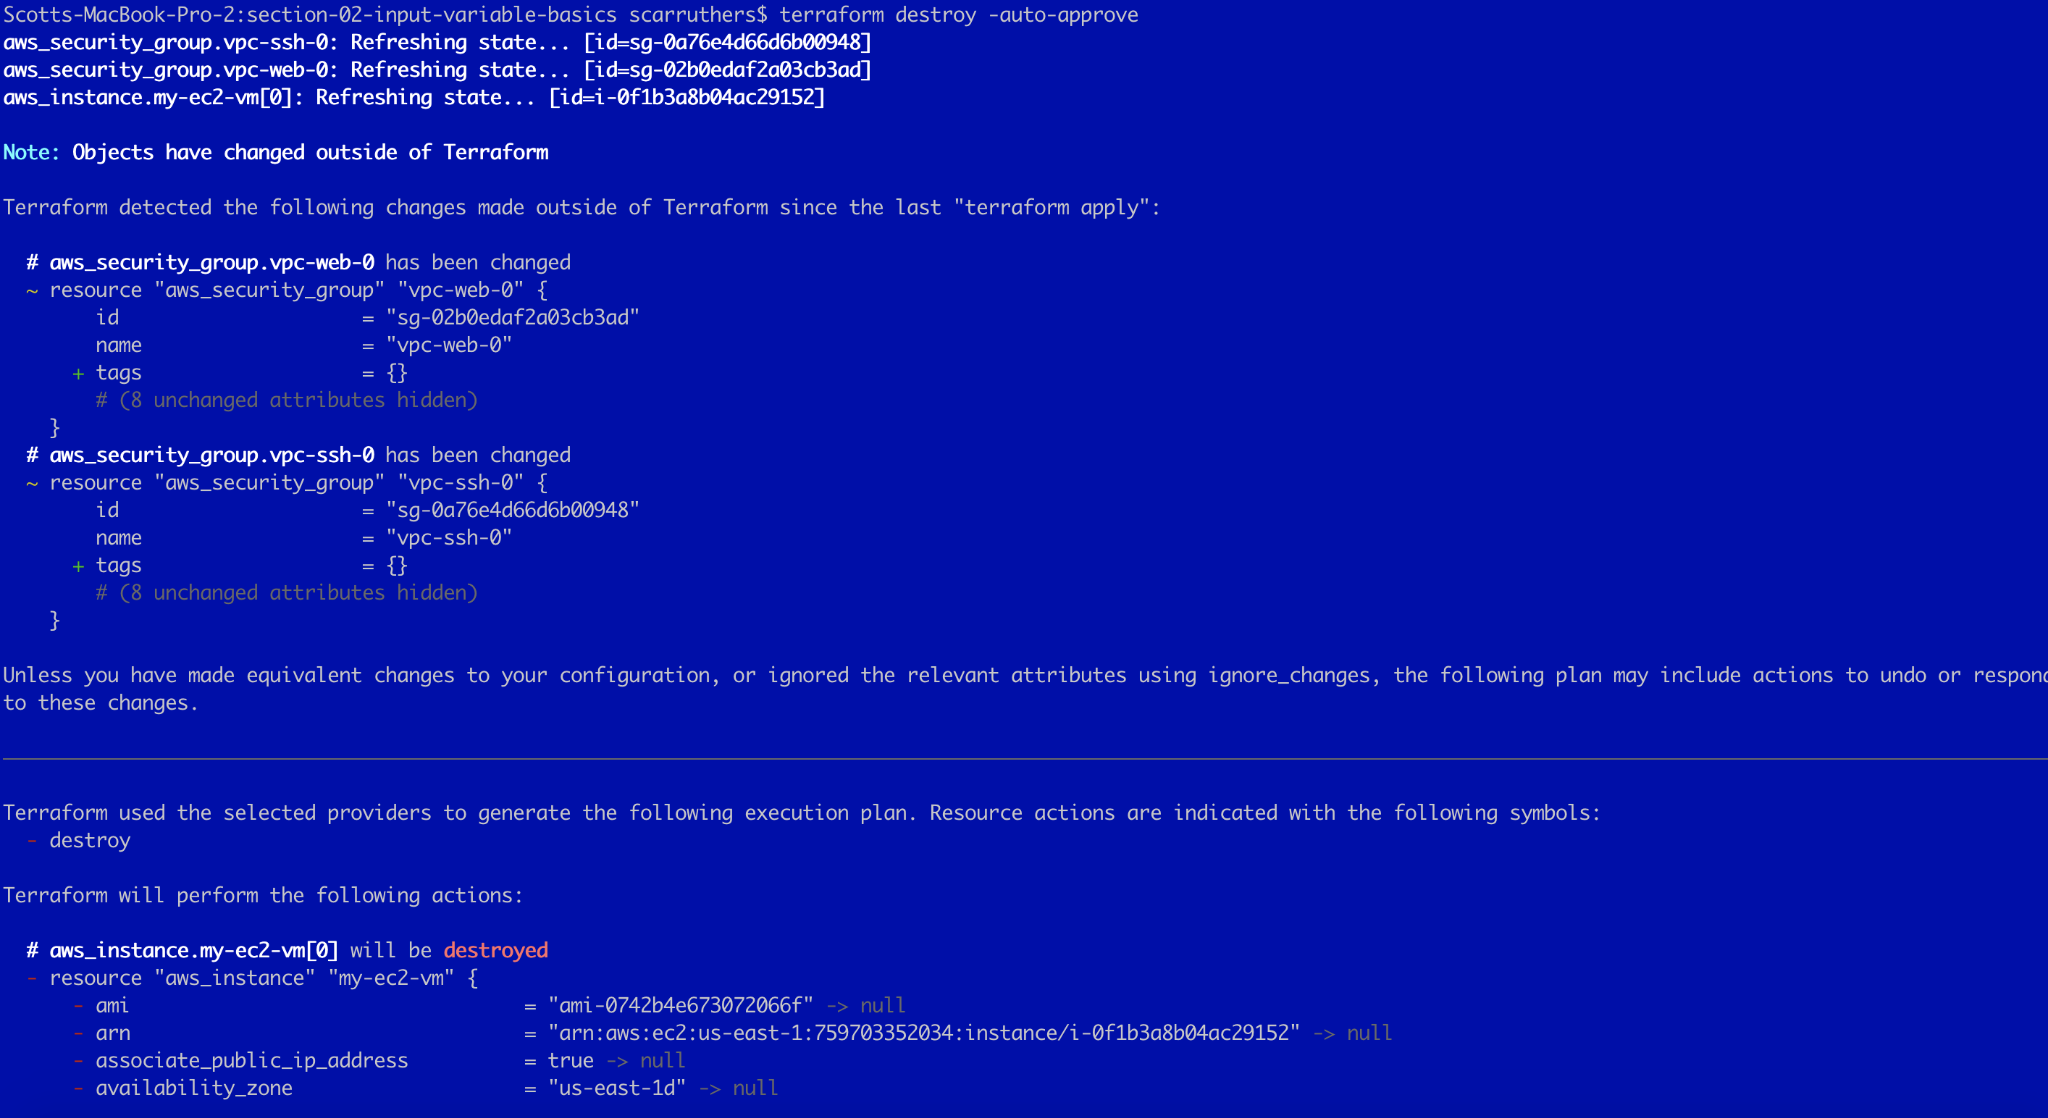 Scotts-MacBook-Pro-2:section-02-input-variable-basics scarruthers$ terraform destroy -auto-approve
aws_security_group.vpc-ssh-0: Refreshing state... [id=sg-0a76e4d66d6b00948]
aws_security_group.vpc-web-0: Refreshing state... [id=sg-02b0edaf2a03cb3ad]
aws_instance.my-ec2-vm[0]: Refreshing state... [id=i-0f1b3a8b04ac29152]
Note: Objects have changed outside of Terraform
Terraform detected the following changes made outside of Terraform since the last "terraform apply":
# aws_security_group.vpc-web-0 has been changed
~ resource "aws_security_group" "vpc-web-0" {
id = "sg-02b0edaf2a03cb3ad"
name = "vpc-web-0"
+ tags = {}
# (8 unchanged attributes hidden)
}
# aws_security_group.vpc-ssh-0 has been changed
~ resource "aws_security_group" "vpc-ssh-0" {
id = "sg-0a76e4d66d6b00948"
name = "vpc-ssh-0"
+ tags = {}
# (8 unchanged attributes hidden)
}
Unless you have made equivalent changes to your configuration, or ignored the relevant attributes using ignore_changes, the following plan may include actions to undo or respond
to these changes.
Terraform used the selected providers to generate the following execution plan. Resource actions are indicated with the following symbols:
- destroy
Terraform will perform the following actions:
# aws_instance.my-ec2-vm[0] will be destroyed
- resource "aws_instance" "my-ec2-vm" {
- ami = "ami-0742b4e673072066f" -> null
- arn = "arn:aws:ec2:us-east-1:759703352034:instance/i-0f1b3a8b04ac29152" -> null
- associate_public_ip_address = true -> null
- availability_zone = "us-east-1d" -> null